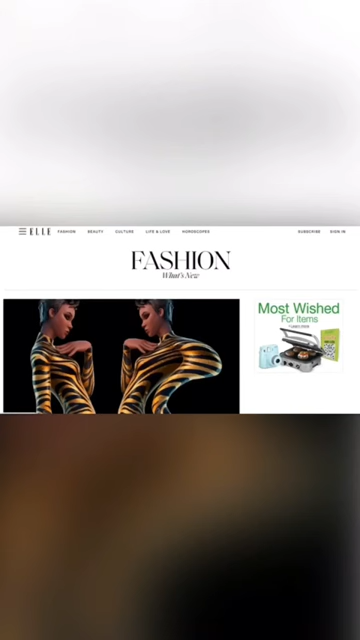 ELLE FASHION BEAUTY CULTURE LIFE & LOVE HOROSCOPES SUBSCRIBE SIGN IN
FASHION
What's New
Most Wished
For Items